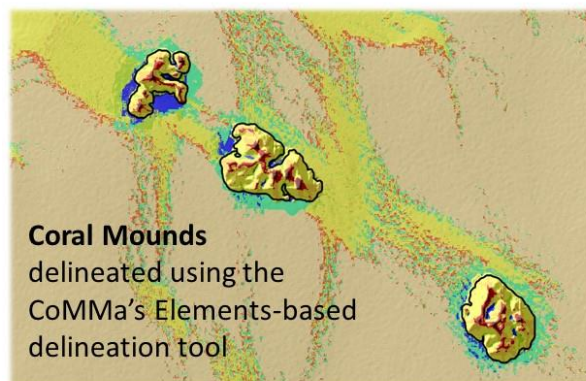 Coral Mounds
delineated using the
CoMMa's Elements-based
delineation tool